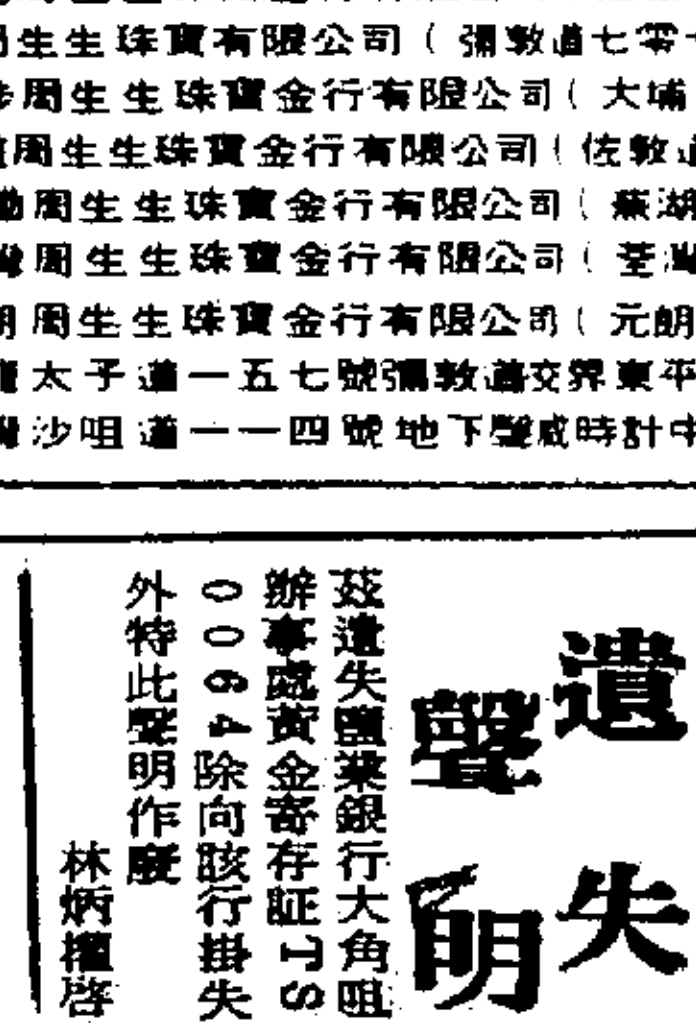 生生珠寶有限公司（彌敦道七零
周生生珠寶金行有限公司（大埔
周生生珠寶金行有限公司（佐敦道
周生生珠寶金行有限公司（蕪湖
周生生珠寶金行有限公司（荃灣
朗周生生珠寶金行有限公司（元朗
太子道一五七號彌敦道交界東平
沙咀道一一四號地下聲威時計中
遺失
聲明
茲遺失鹽業銀行大角咀
辦事處黃金寄存証TS
0064除向該行掛失
外特此聲明作廢
林炳權啓